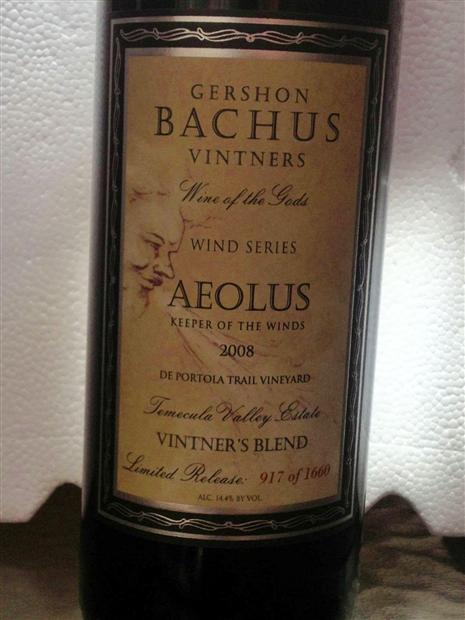 GERSHON
BACHUS
VINTNERS
Wine of the Gods
WIND SERIES
AEOLUS
KEEPER OF THE WINDS
2008
DE PORTOLA TRAIL VINEYARD
Temecula Valley Estate
VINTNER'S BLEND
Limited Release: 917 of 1660
ALC. 14.4% BY VOL.